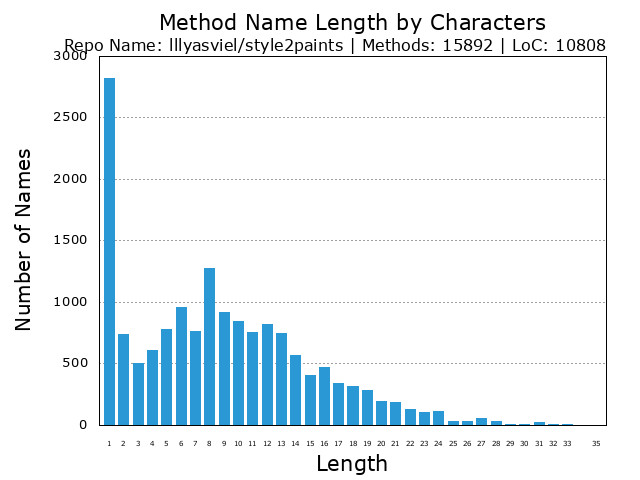 Method Name Length by Characters
Repo Name: lllyasviel/style2paints | Methods: 15892 | LoC: 10808
3000
2500
2000
1500
1000
500
0
Number of Names
1 2 3 4 5 6 7 8 9 10 11 12 13 14 15 16 17 18 19 20 21 22 23 24 25 26 27 28 29 30 31 32 33 35
Length